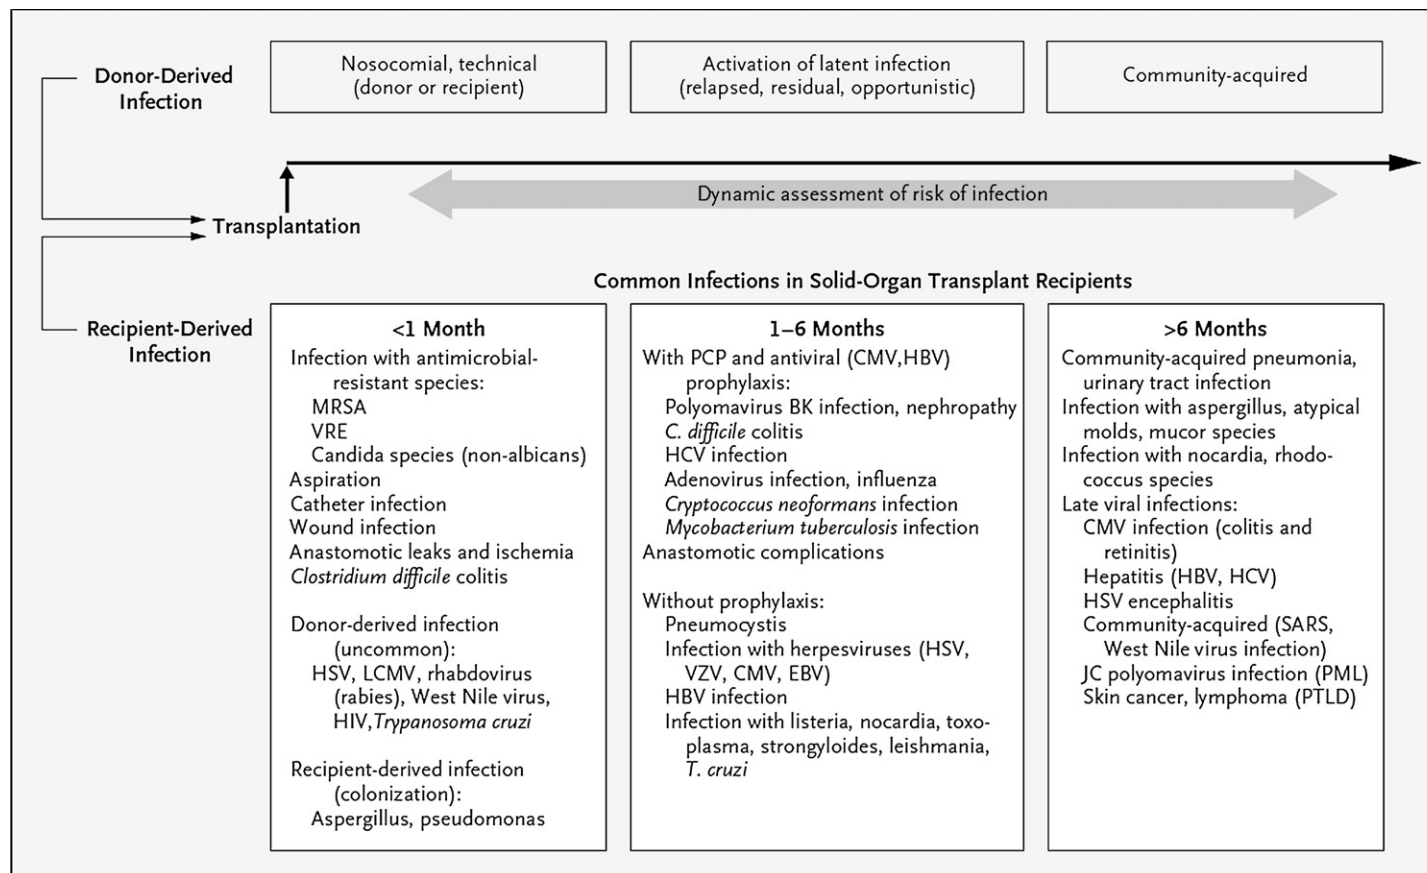 Donor-Derived
Infection
Nosocomial, technical
(donor or recipient)
Activation of latent infection
(relapsed, residual, opportunistic)
Community-acquired
Dynamic assessment of risk of infection
Transplantation
Recipient-Derived
Infection
Common Infections in Solid-Organ Transplant Recipients
<1 Month
Infection with antimicrobial-
resistant species:
MRSA
VRE
Candida species (non-albicans)
Aspiration
Catheter infection
Wound infection
Anastomotic leaks and ischemia
Clostridium difficile colitis
Donor-derived infection
(uncommon):
HSV, LCMV, rhabdovirus
(rabies), West Nile virus,
HIV,Trypanosoma cruzi
Recipient-derived infection
(colonization):
Aspergillus, pseudomonas
1–6 Months
With PCP and antiviral (CMV,HBV)
prophylaxis:
Polyomavirus BK infection, nephropathy
C. difficile colitis
HCV infection
Adenovirus infection, influenza
Cryptococcus neoformans infection
Mycobacterium tuberculosis infection
Anastomotic complications
Without prophylaxis:
Pneumocystis
Infection with herpesviruses (HSV,
VZV, CMV, EBV)
HBV infection
Infection with listeria, nocardia, toxo-
plasma, strongyloides, leishmania,
T. cruzi
>6 Months
Community-acquired pneumonia,
urinary tract infection
Infection with aspergillus, atypical
molds, mucor species
Infection with nocardia, rhodo-
coccus species
Late viral infections:
CMV infection (colitis and
retinitis)
Hepatitis (HBV, HCV)
HSV encephalitis
Community-acquired (SARS,
West Nile virus infection)
JC polyomavirus infection (PML)
Skin cancer, lymphoma (PTLD)